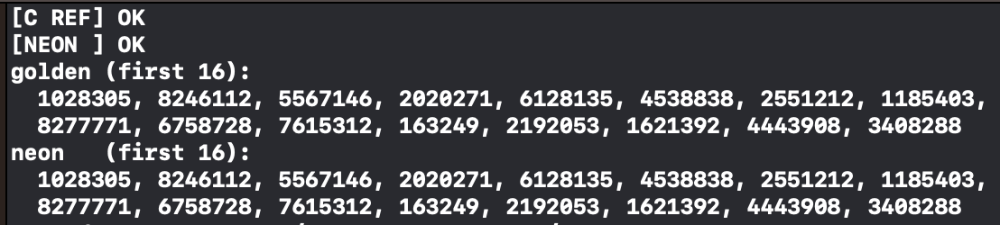 [C REF] OK
[NEON ] OK
golden (first 16):
  1028305, 8246112, 5567146, 2020271, 6128135, 4538838, 2551212, 1185403,
  8277771, 6758728, 7615312, 163249, 2192053, 1621392, 4443908, 3408288
neon   (first 16):
  1028305, 8246112, 5567146, 2020271, 6128135, 4538838, 2551212, 1185403,
  8277771, 6758728, 7615312, 163249, 2192053, 1621392, 4443908, 3408288